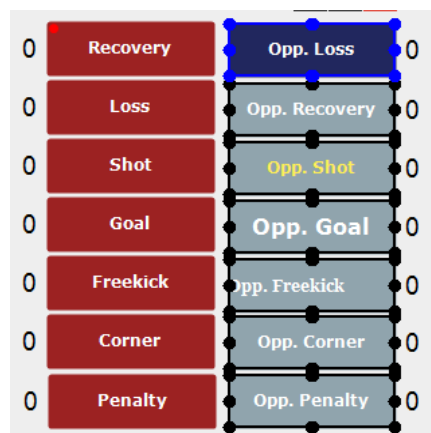 0 Recovery Opp. Loss 0
0 Loss Opp. Recovery 0
0 Shot Opp. Shot 0
0 Goal Opp. Goal 0
0 Freekick Opp. Freekick 0
0 Corner Opp. Corner 0
0 Penalty Opp. Penalty 0